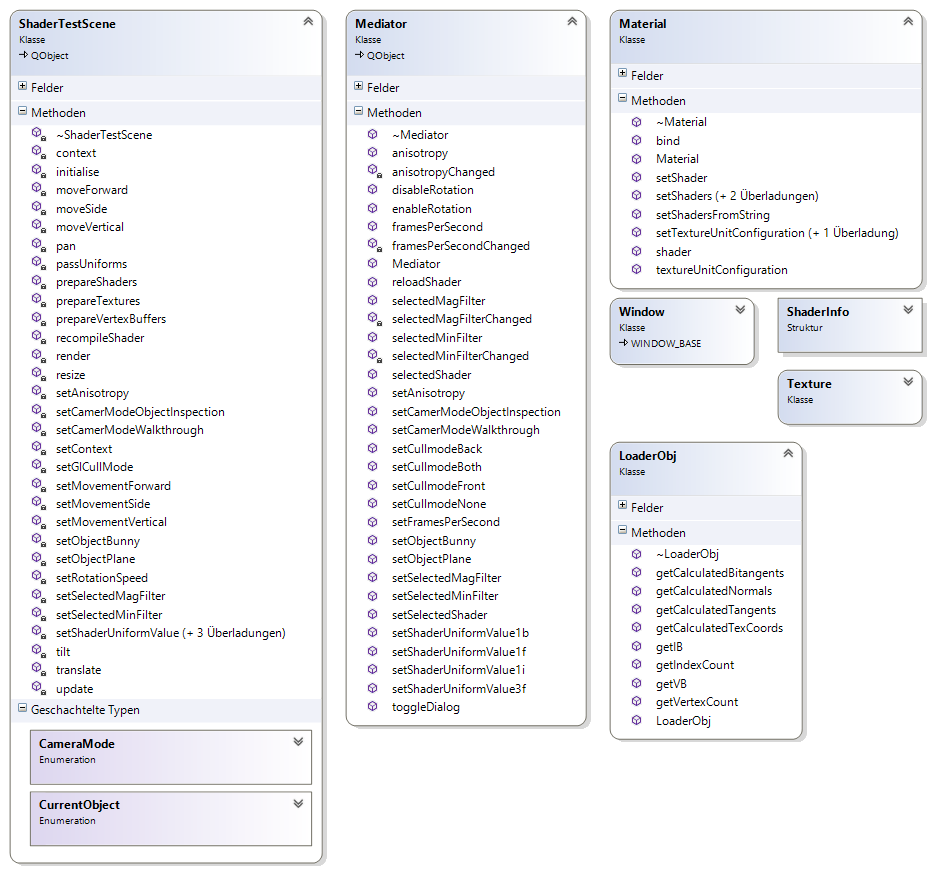 ShaderTestScene
Klasse
QObject
Felder
Methoden
~ShaderTestScene
context
initialise
moveForward
moveSide
moveVertical
pan
passUniforms
prepareShaders
prepareTextures
prepareVertexBuffers
recompileShader
render
resize
setAnisotropy
setCamerModeObjectInspection
setCamerModeWalkthrough
setContext
setGlCullMode
setMovementForward
setMovementSide
setMovementVertical
setObjectBunny
setObjectPlane
setRotationSpeed
setSelectedMagFilter
setSelectedMinFilter
setShaderUniformValue (+ 3 Überladungen)
tilt
translate
update
Geschachtelte Typen
CameraMode
Enumeration
CurrentObject
Enumeration
Mediator
Klasse
QObject
Felder
Methoden
~Mediator
anisotropy
anisotropyChanged
disableRotation
enableRotation
framesPerSecond
framesPerSecondChanged
Mediator
reloadShader
selectedMagFilter
selectedMagFilterChanged
selectedMinFilter
selectedMinFilterChanged
selectedShader
setAnisotropy
setCamerModeObjectInspection
setCamerModeWalkthrough
setCullmodeBack
setCullmodeBoth
setCullmodeFront
setCullmodeNone
setFramesPerSecond
setObjectBunny
setObjectPlane
setSelectedMagFilter
setSelectedMinFilter
setSelectedShader
setShaderUniformValue1b
setShaderUniformValue1f
setShaderUniformValue1i
setShaderUniformValue3f
toggleDialog
Material
Klasse
Felder
Methoden
~Material
bind
Material
setShader
setShaders (+ 2 Überladungen)
setShadersFromString
setTextureUnitConfiguration (+ 1 Überladung)
shader
textureUnitConfiguration
Window
Klasse
WINDOW_BASE
ShaderInfo
Struktur
Texture
Klasse
LoaderObj
Klasse
Felder
Methoden
~LoaderObj
getCalculatedBitangents
getCalculatedNormals
getCalculatedTangents
getCalculatedTexCoords
getIB
getIndexCount
getVB
getVertexCount
LoaderObj